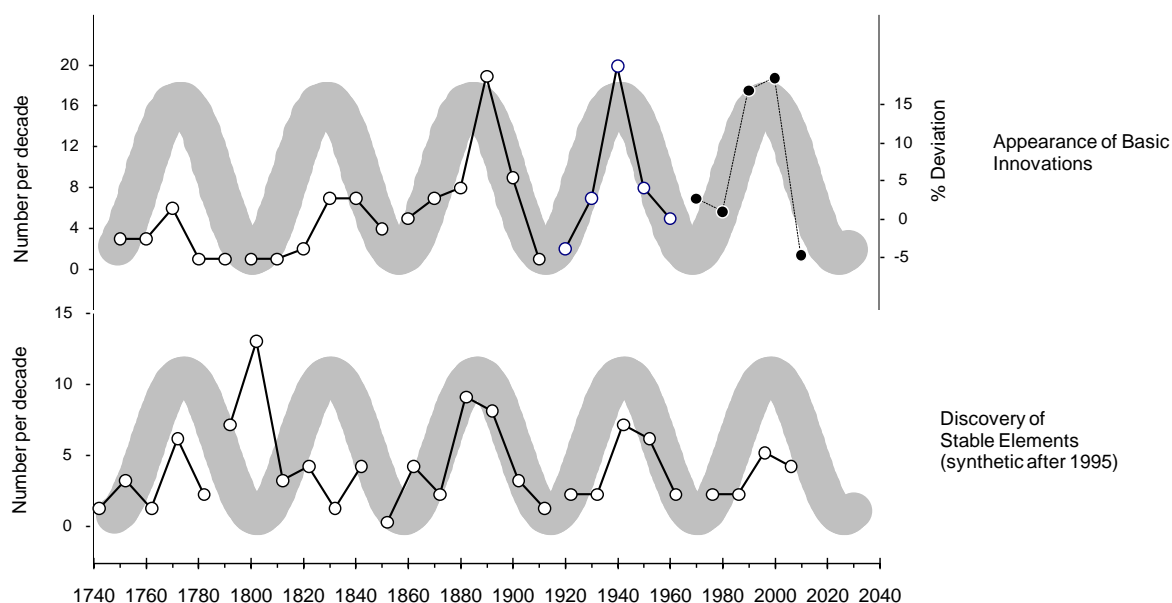 20
16
12
8
4
0
Number per decade
15
10
5
0
-5
% Deviation
Appearance of Basic
Innovations
15
10
5
0
Number per decade
Discovery of
Stable Elements
(synthetic after 1995)
1740 1760 1780 1800 1820 1840 1860 1880 1900 1920 1940 1960 1980 2000 2020 2040